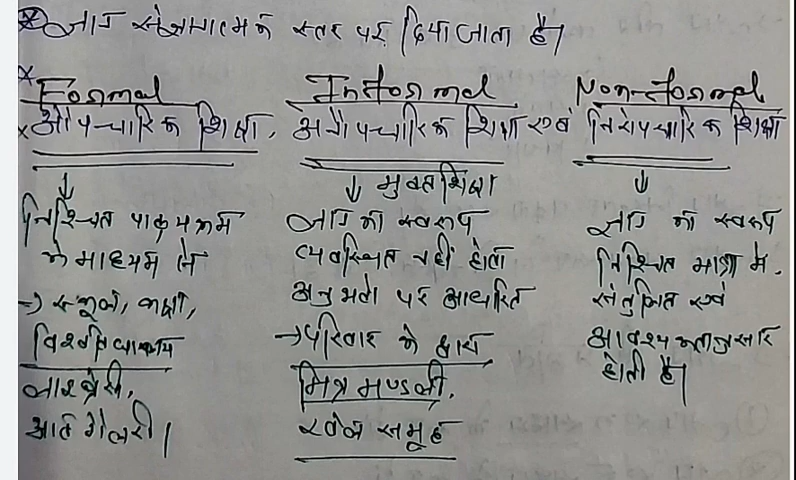 ज्ञान संज्ञानात्मक स्तर पर दिया जाता है।
Formal
औपचारिक शिक्षा,
निश्चित पाठ्यक्रम
के माध्यम से
→ स्कूल, कक्षा,
विश्वविद्यालय
लाइब्रेरी,
आर्ट गैलरी।
Informal
अनौपचारिक शिक्षा एवं
मुक्त शिक्षा
ज्ञान का स्वरूप
व्यवस्थित नहीं होता
अनुभवों पर आधारित
→ परिवार के
मित्र मण्डली,
खेल समूह
Non-formal
निरौपचारिक शिक्षा
ज्ञान का स्वरूप
निश्चित मात्रा में,
संतुलित एवं
आवश्यकतानुसार
होती है।